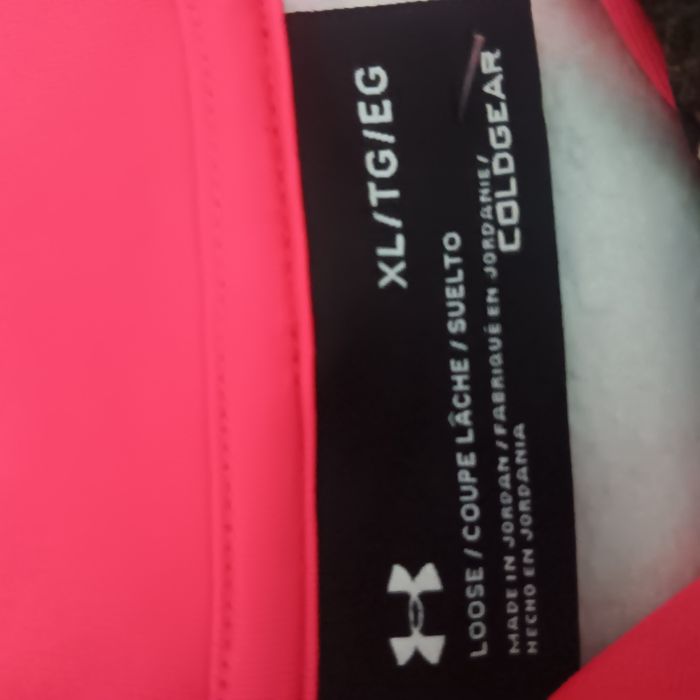 XL/TG/EG
LOOSE / COUPE LÂCHE / SUELTO
MADE IN JORDAN / FABRIQUÉ EN JORDANIE /
HECHO EN JORDANIA
COLDGEAR